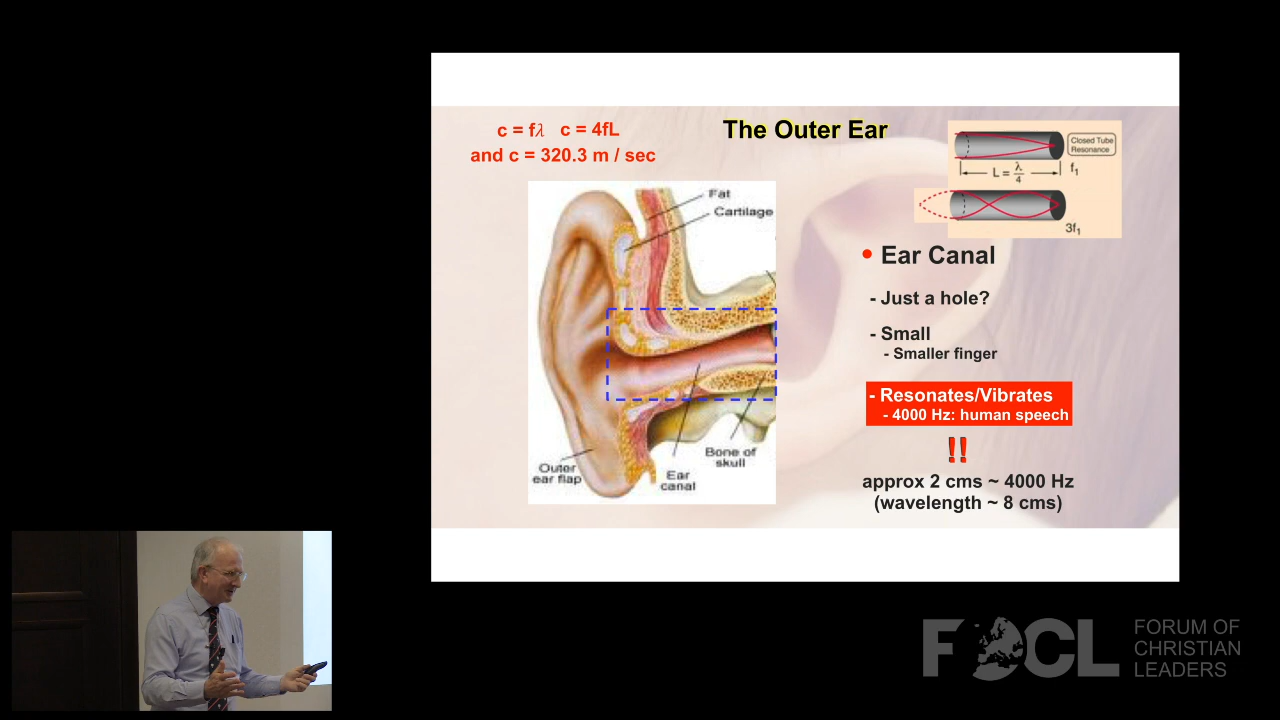 The Outer Ear
c = fλ c = 4fL
and c = 320.3 m / sec
Closed Tube
Resonance
L = λ/4
f1
3f1
Fat
Cartilage
Outer
ear flap
Ear
canal
Bone of
skull
• Ear Canal
- Just a hole?
- Small
- Smaller finger
- Resonates/Vibrates
- 4000 Hz: human speech
!!
approx 2 cms ~ 4000 Hz
(wavelength ~ 8 cms)
FOCL
FORUM OF
CHRISTIAN
LEADERS